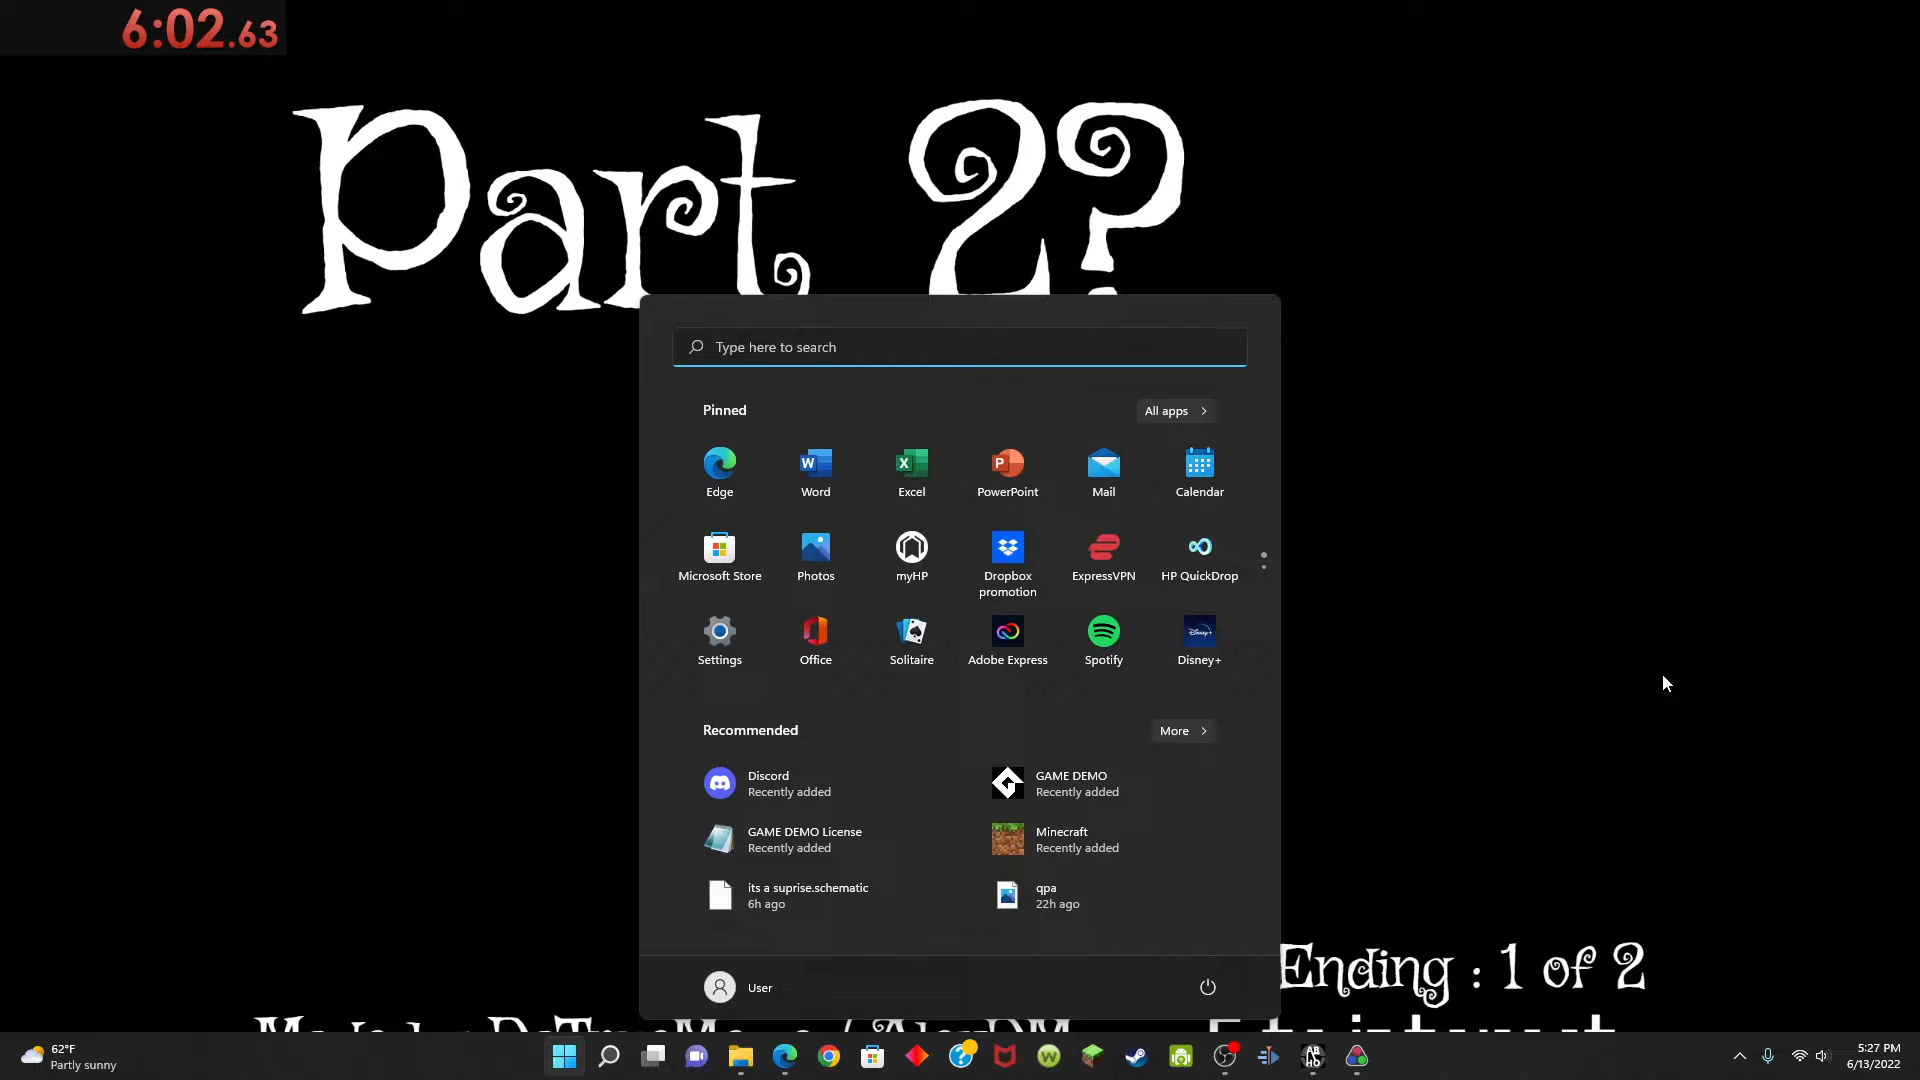 6:02.63
Part 2?
Type here to search
Pinned
All apps
Edge
Word
Excel
PowerPoint
Mail
Calendar
Microsoft Store
Photos
myHP
Dropbox
promotion
ExpressVPN
HP QuickDrop
Settings
Office
Solitaire
Adobe Express
Spotify
Disney+
Recommended
More
Discord
Recently added
GAME DEMO
Recently added
GAME DEMO License
Recently added
Minecraft
Recently added
its a suprise.schematic
6h ago
qpa
22h ago
Ending : 1 of 2
User
62°F
Partly sunny
5:27 PM
6/13/2022